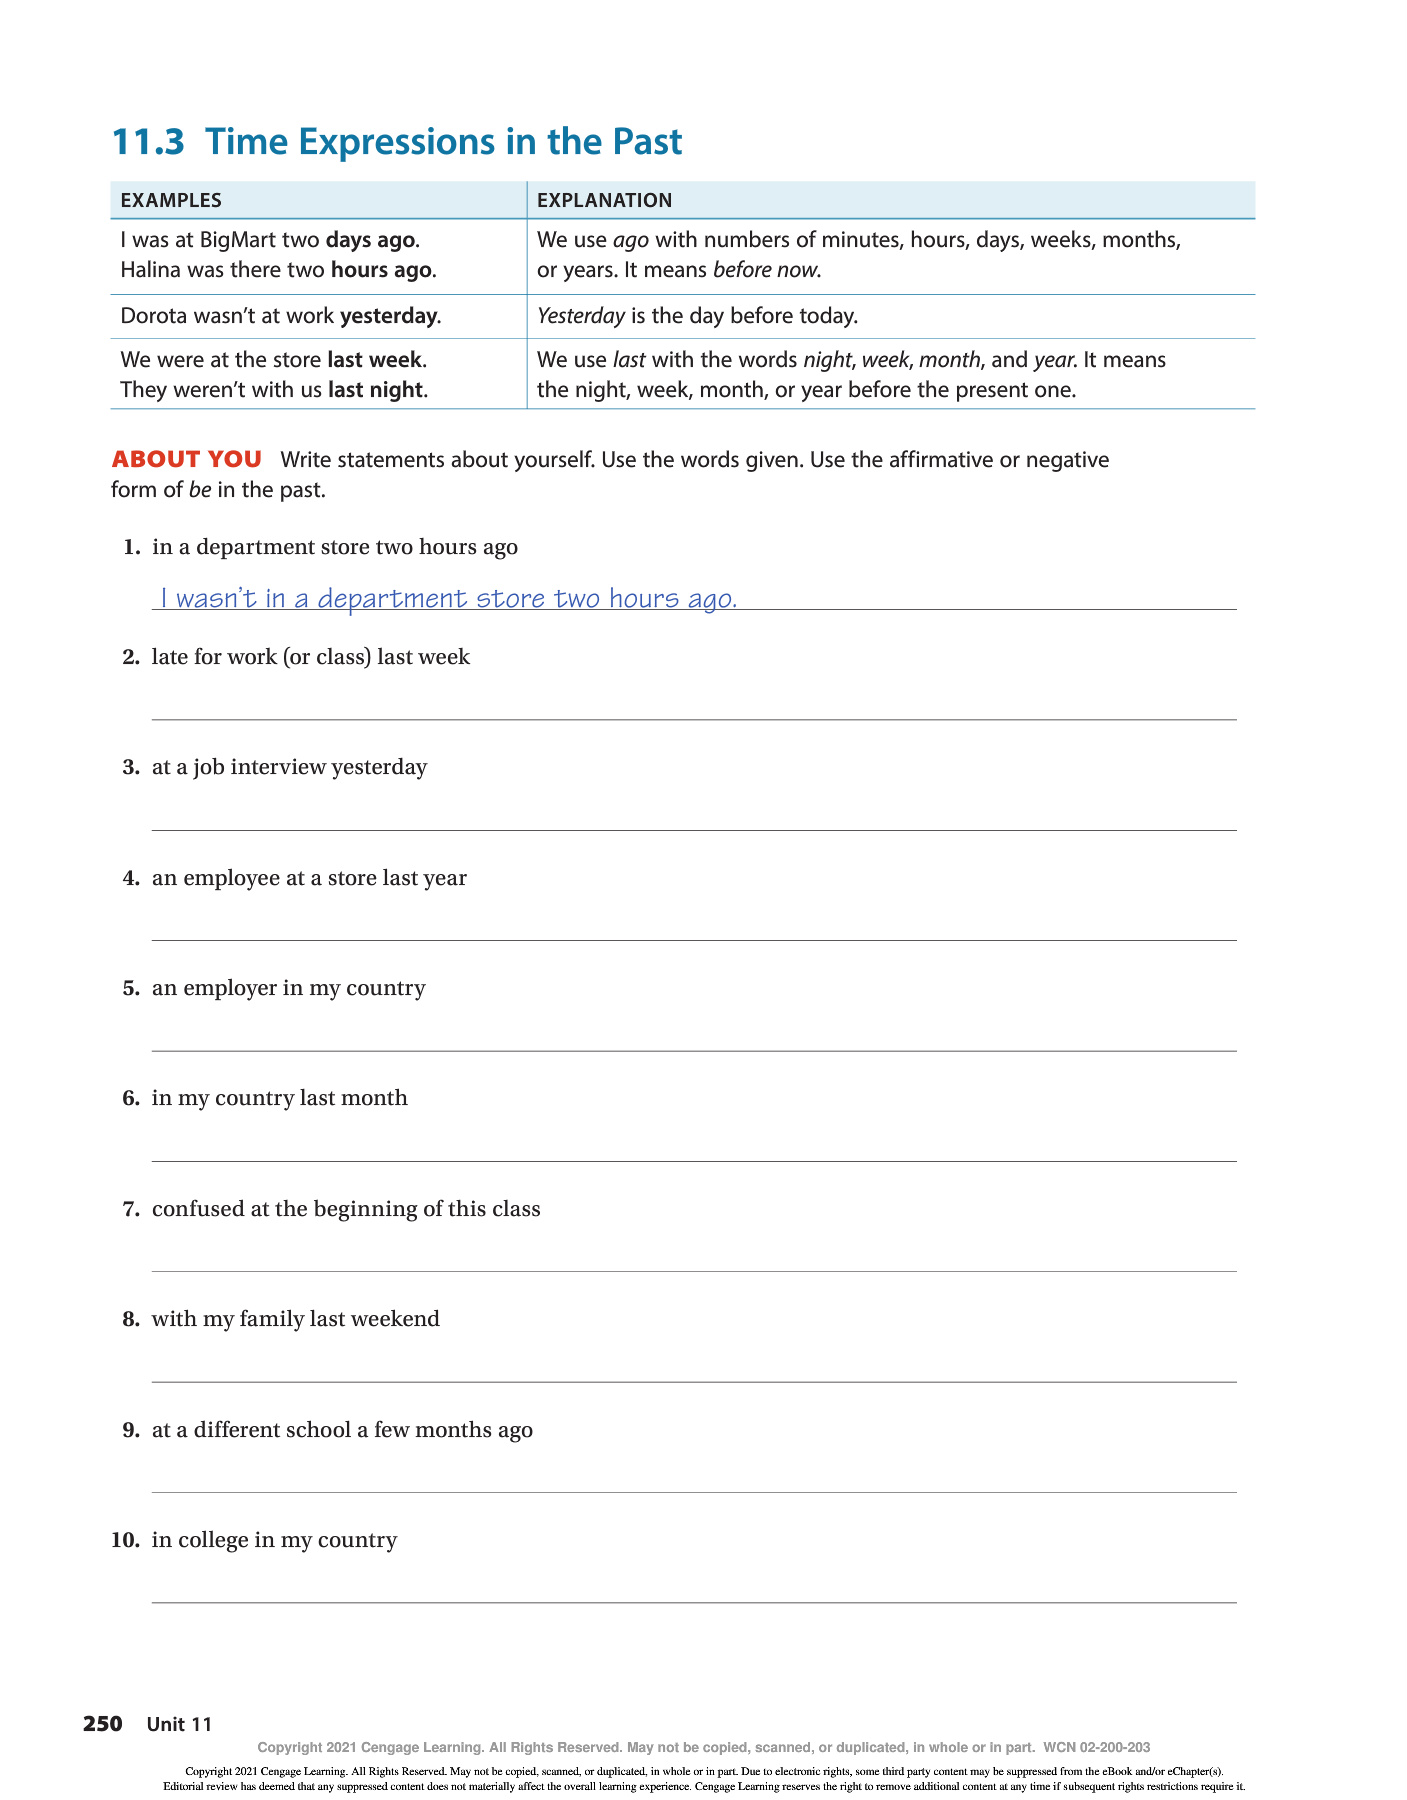 11.3 Time Expressions in the Past
EXAMPLES
EXPLANATION
I was at BigMart two days ago.
Halina was there two hours ago.
We use ago with numbers of minutes, hours, days, weeks, months,
or years. It means before now.
Dorota wasn't at work yesterday.
Yesterday is the day before today.
We were at the store last week.
They weren't with us last night.
We use last with the words night, week, month, and year. It means
the night, week, month, or year before the present one.
ABOUT YOU Write statements about yourself. Use the words given. Use the affirmative or negative
form of be in the past.
1. in a department store two hours ago
I wasn't in a department store two hours ago.
2. late for work (or class) last week
3. at a job interview yesterday
4. an employee at a store last year
5. an employer in my country
6. in my country last month
7. confused at the beginning of this class
8. with my family last weekend
9. at a different school a few months ago
10. in college in my country
250 Unit 11
Copyright 2021 Cengage Learning. All Rights Reserved. May not be copied, scanned, or duplicated, in whole or in part. WCN 02-200-203
Copyright 2021 Cengage Learning. All Rights Reserved. May not be copied, scanned, or duplicated, in whole or in part. Due to electronic rights, some third party content may be suppressed from the eBook and/or eChapter(s).
Editorial review has deemed that any suppressed content does not materially affect the overall learning experience. Cengage Learning reserves the right to remove additional content at any time if subsequent rights restrictions require it.